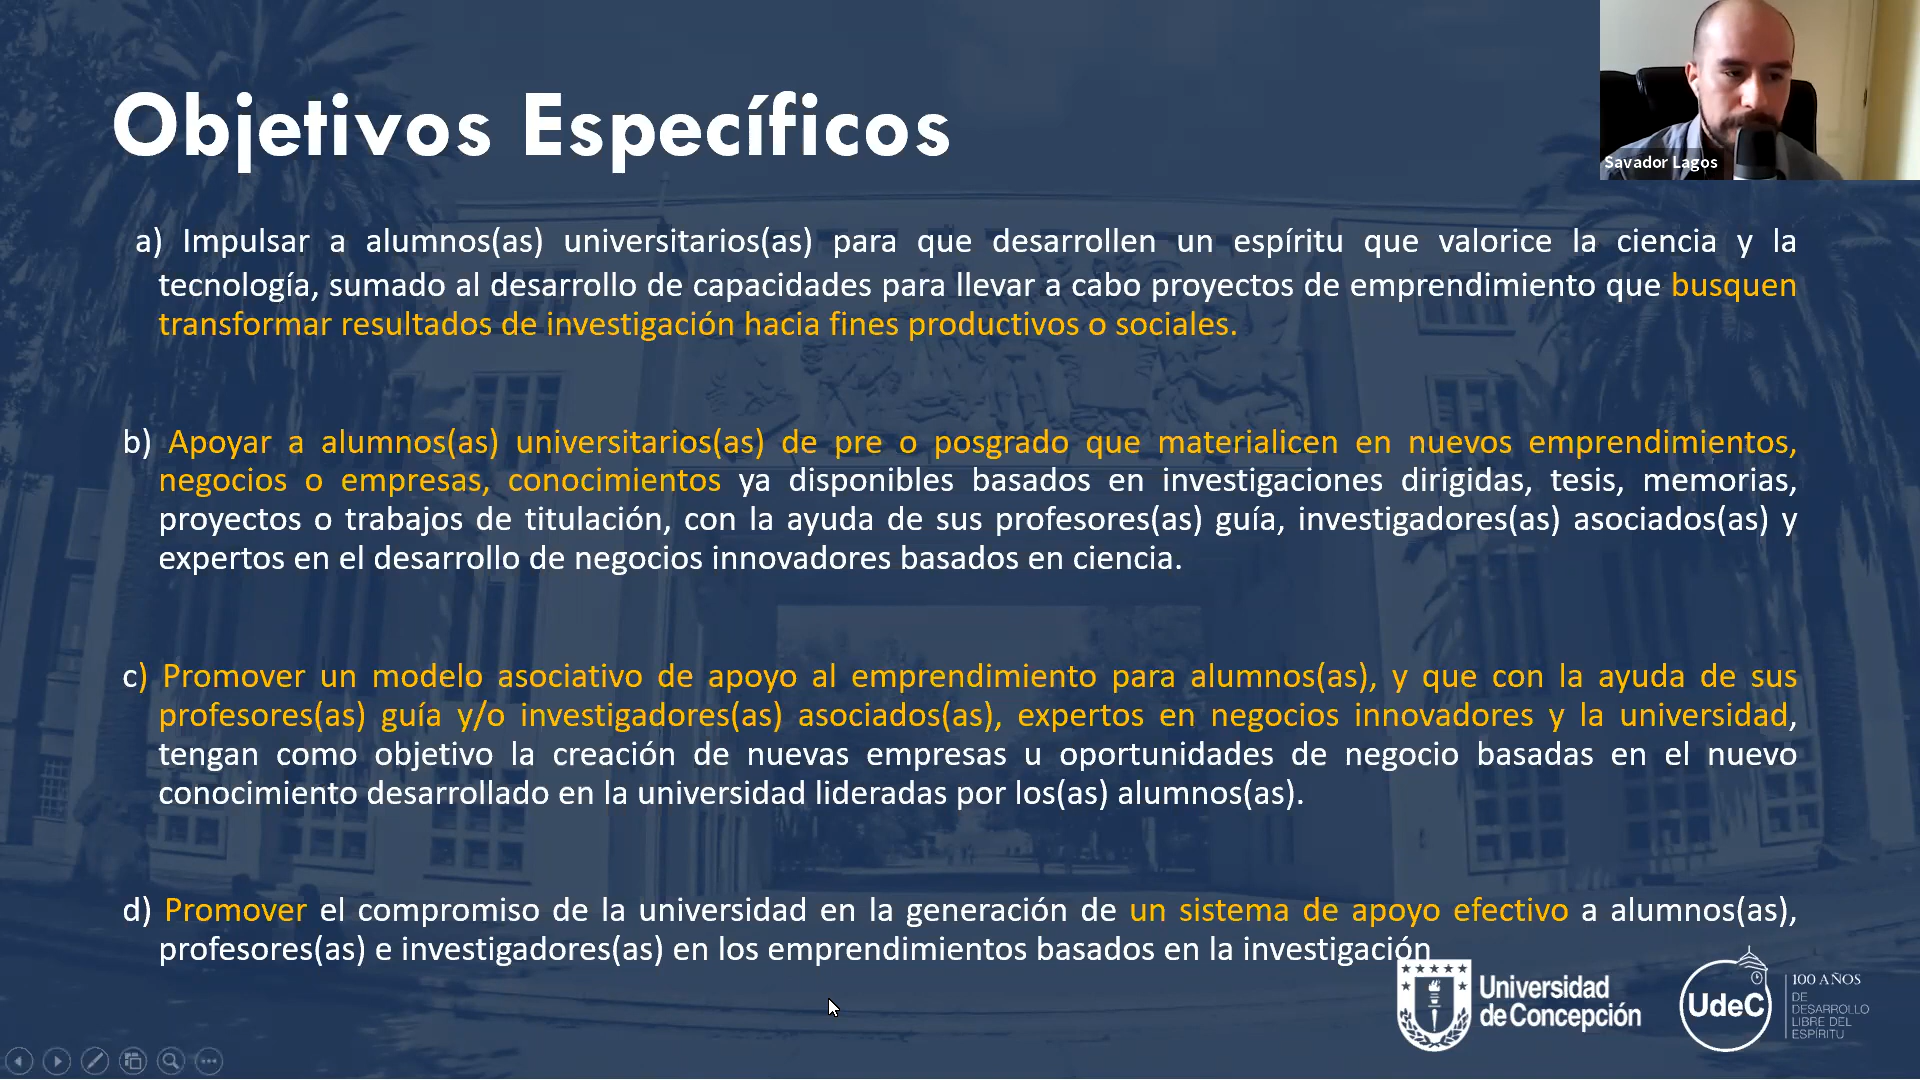 Objetivos Específicos
Savador Lagos
a) Impulsar a alumnos(as) universitarios(as) para que desarrollen un espíritu que valorice la ciencia y la
tecnología, sumado al desarrollo de capacidades para llevar a cabo proyectos de emprendimiento que busquen
transformar resultados de investigación hacia fines productivos o sociales.
b) Apoyar a alumnos(as) universitarios(as) de pre o posgrado que materialicen en nuevos emprendimientos,
negocios o empresas, conocimientos ya disponibles basados en investigaciones dirigidas, tesis, memorias,
proyectos o trabajos de titulación, con la ayuda de sus profesores(as) guía, investigadores(as) asociados(as) y
expertos en el desarrollo de negocios innovadores basados en ciencia.
c) Promover un modelo asociativo de apoyo al emprendimiento para alumnos(as), y que con la ayuda de sus
profesores(as) guía y/o investigadores(as) asociados(as), expertos en negocios innovadores y la universidad,
tengan como objetivo la creación de nuevas empresas u oportunidades de negocio basadas en el nuevo
conocimiento desarrollado en la universidad lideradas por los(as) alumnos(as).
d) Promover el compromiso de la universidad en la generación de un sistema de apoyo efectivo a alumnos(as),
profesores(as) e investigadores(as) en los emprendimientos basados en la investigación
Universidad
de Concepción
UdeC
100 AÑOS
DE
DESARROLLO
LIBRE DEL
ESPÍRITU